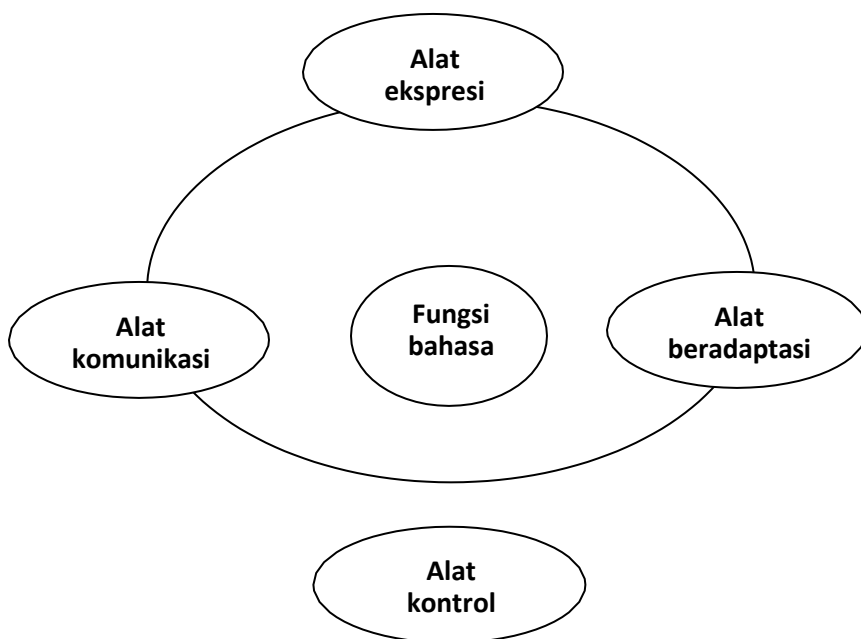 Alat
ekspresi
Alat
komunikasi
Fungsi
bahasa
Alat
beradaptasi
Alat
kontrol